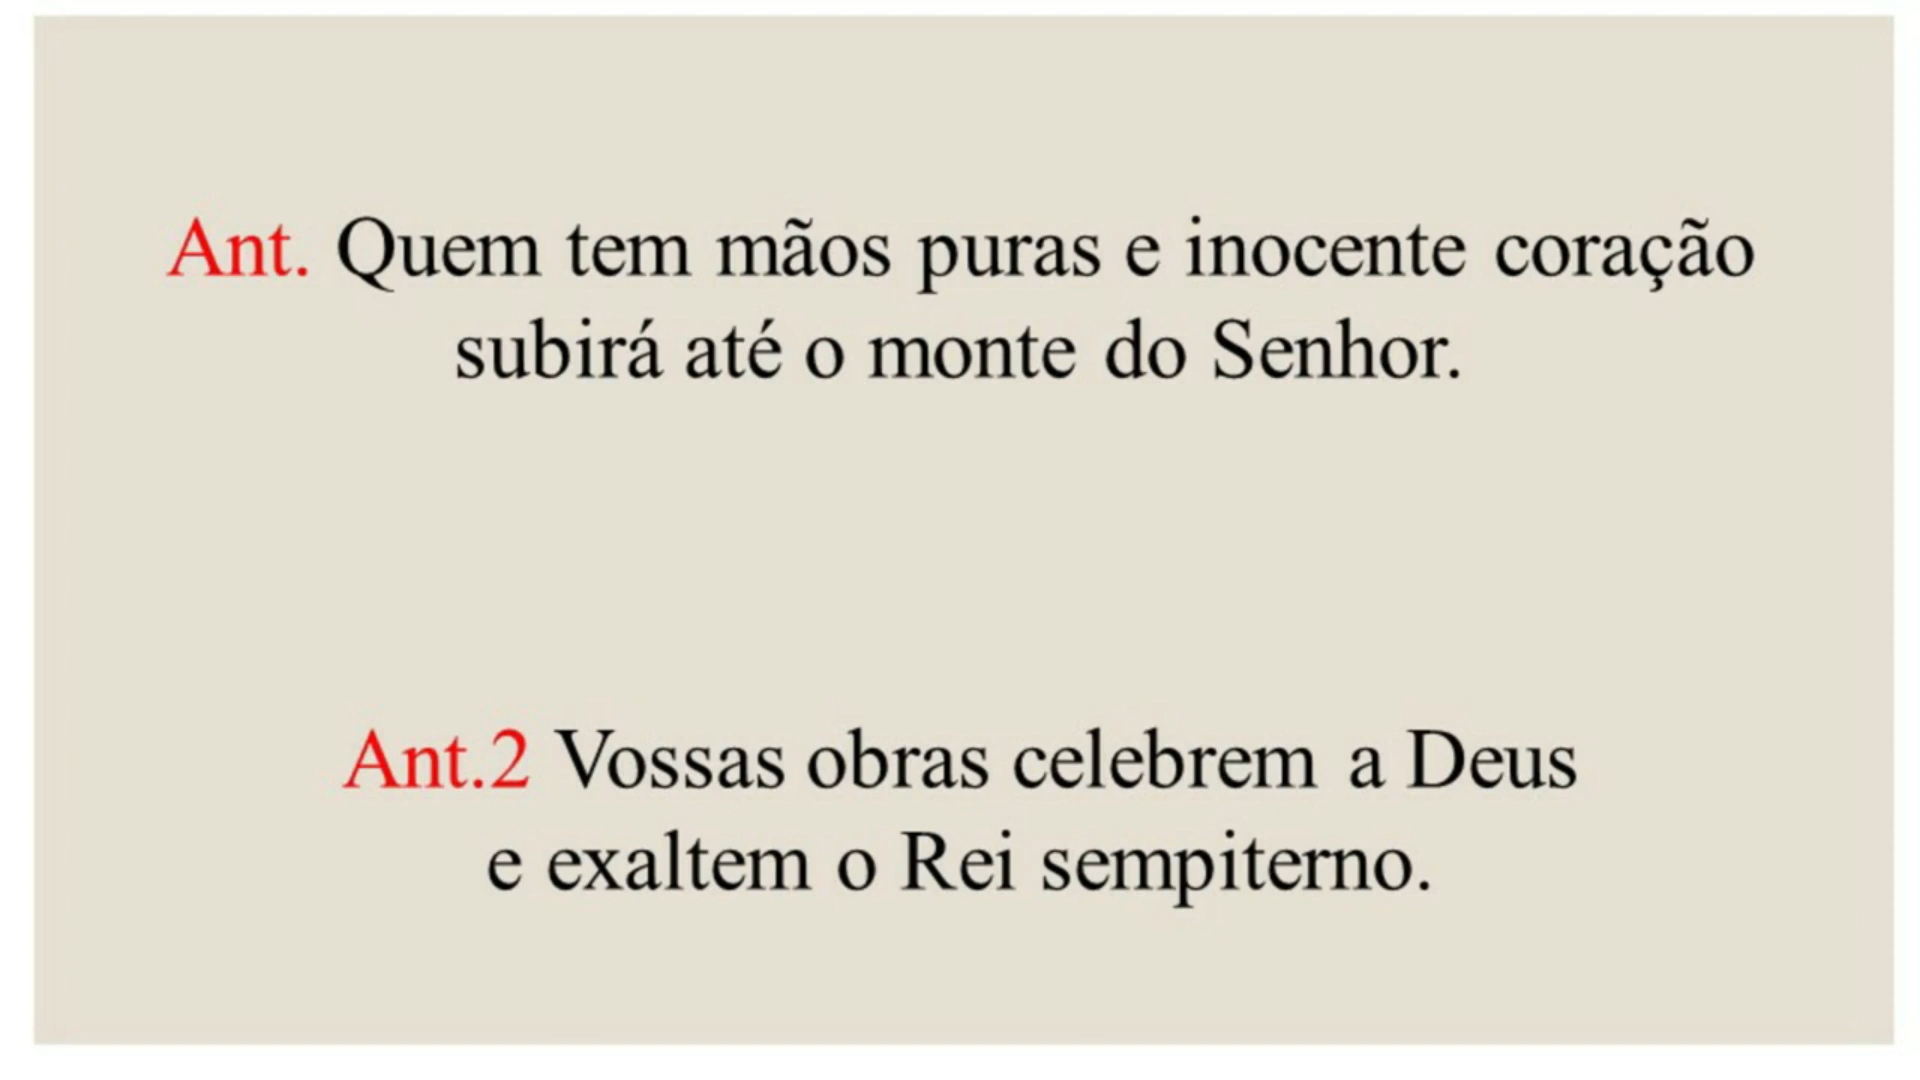 Ant. Quem tem mãos puras e inocente coração
subirá até o monte do Senhor.
Ant.2 Vossas obras celebrem a Deus
e exaltem o Rei sempiterno.